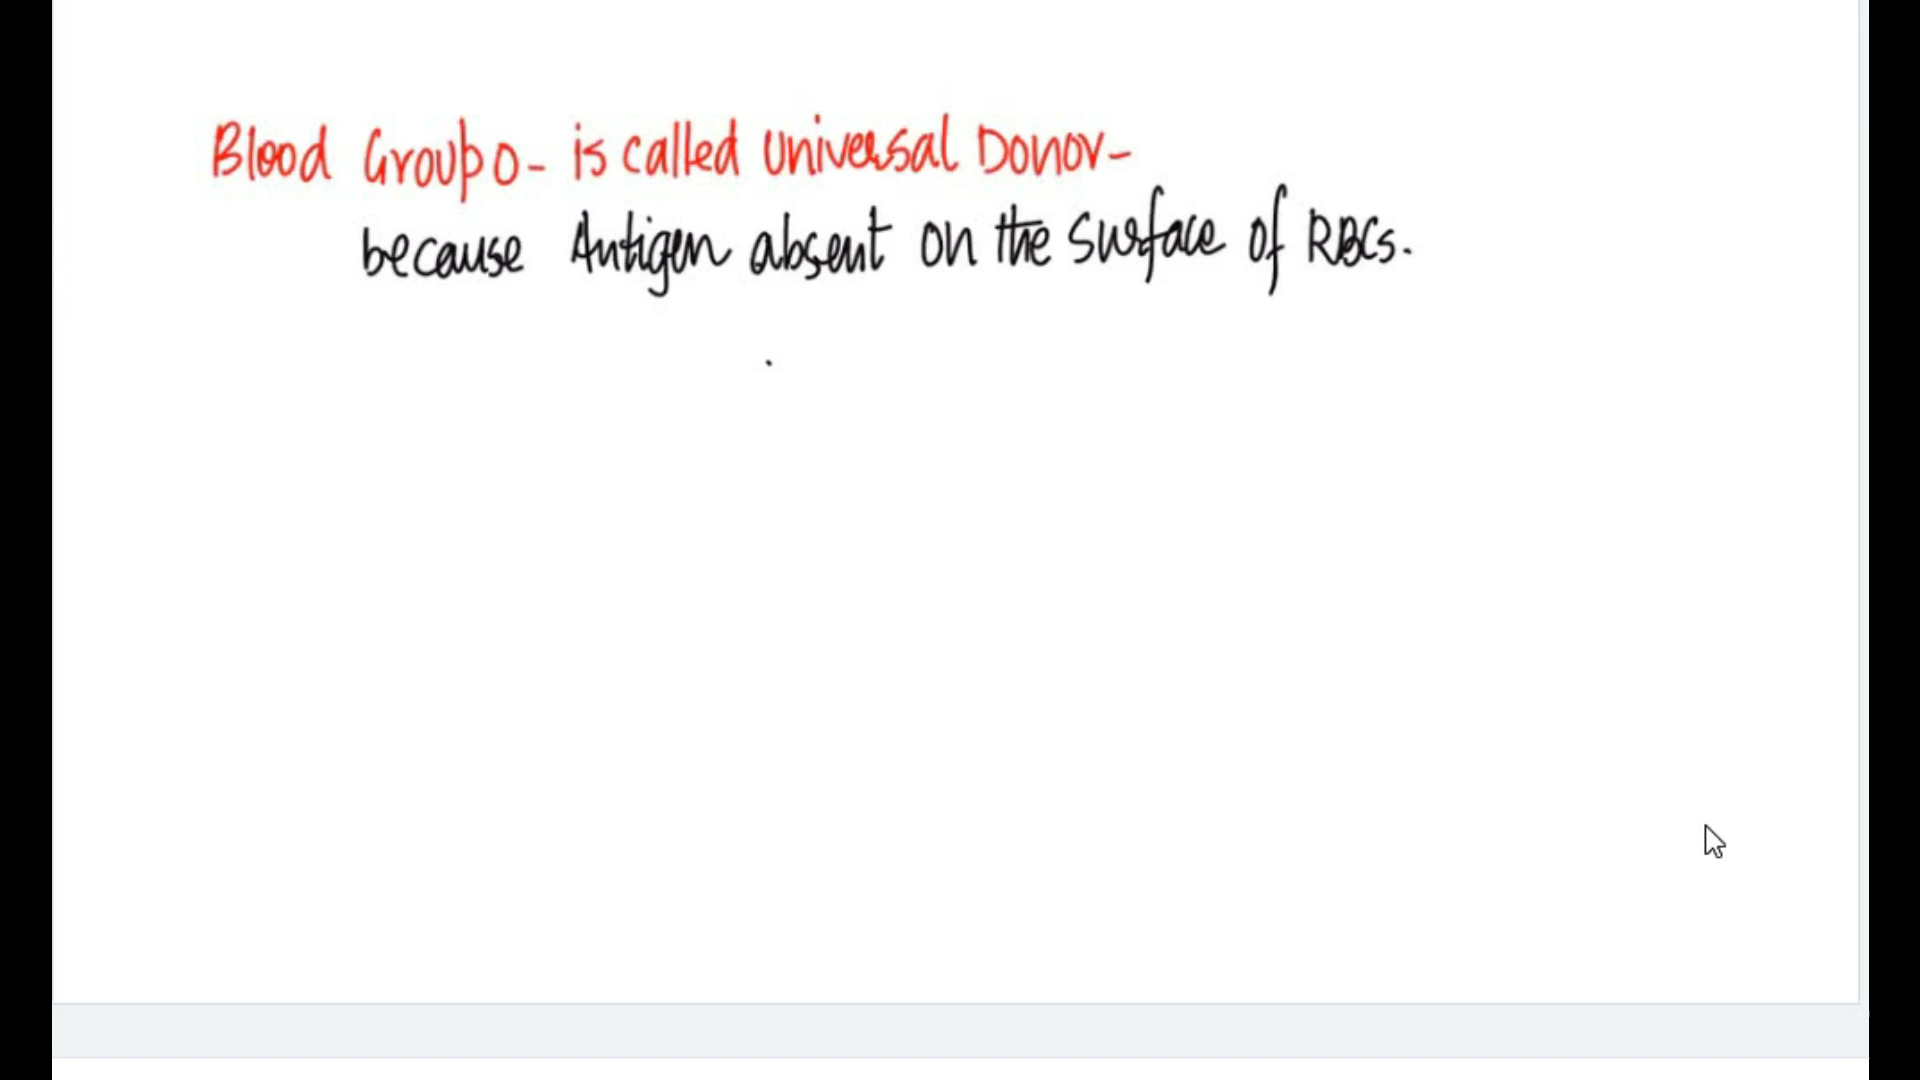 Blood Group O- is called Universal Donor-
because Antigen absent on the surface of RBCs.